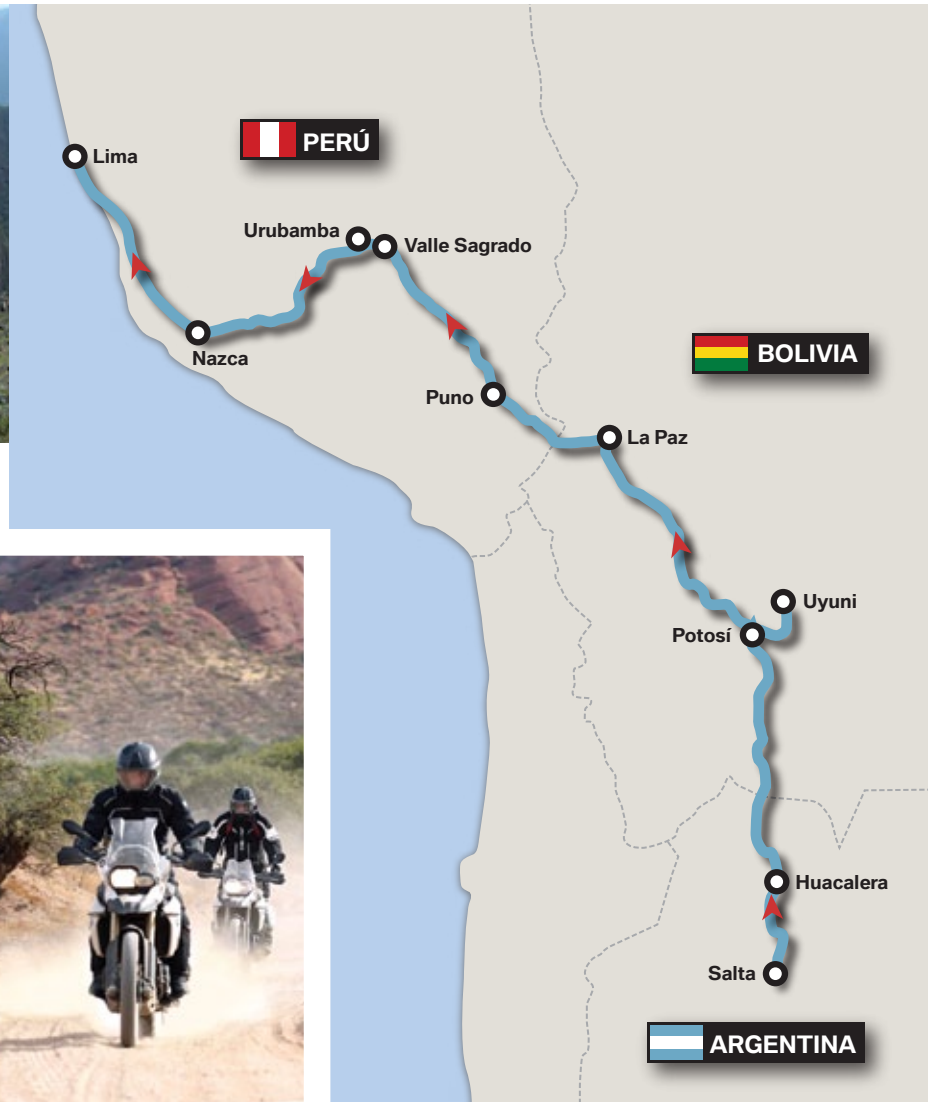 PERÚ
Lima
Urubamba
Valle Sagrado
Nazca
BOLIVIA
Puno
La Paz
Uyuni
Potosí
Huacalera
Salta
ARGENTINA